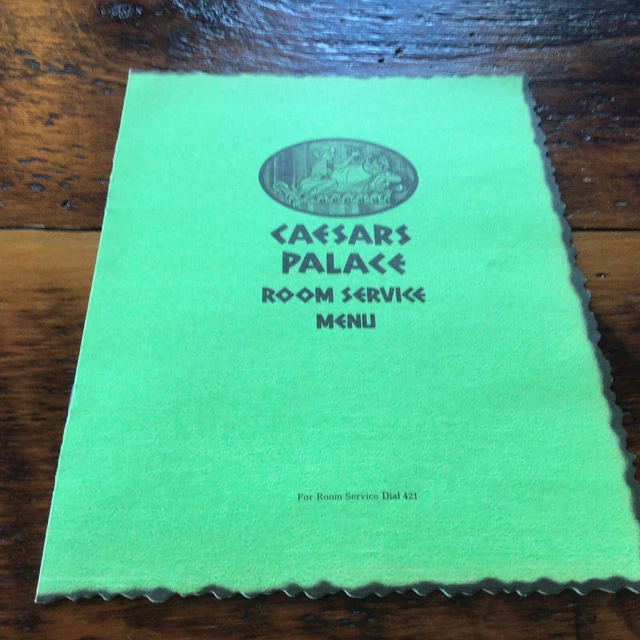 CAESARS
PALACE
ROOM SERVICE
MENU
For Room Service Dial 421